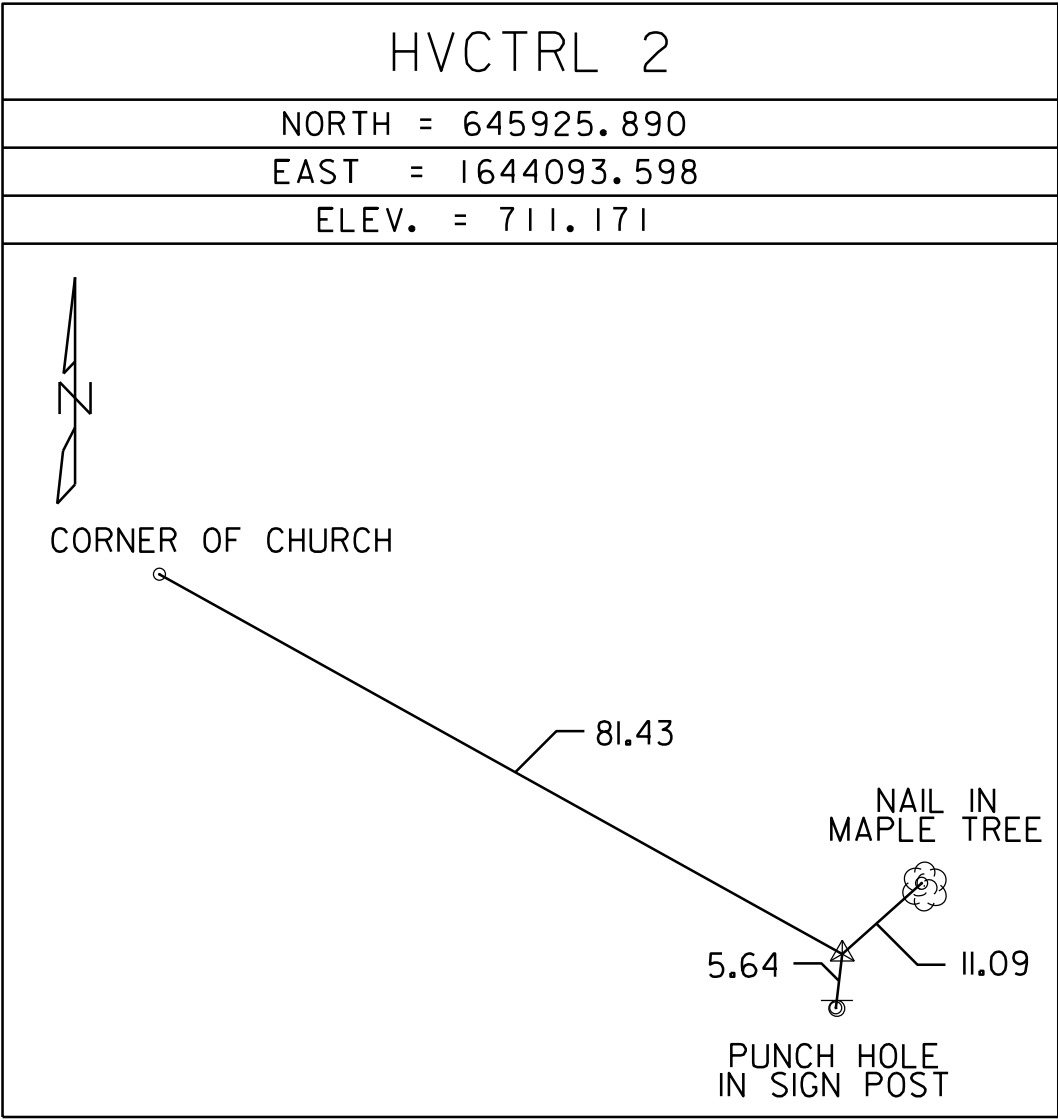 HVCTRL 2
NORTH = 645925.890
EAST = 1644093.598
ELEV. = 711.171
N
CORNER OF CHURCH
81.43
NAIL IN
MAPLE TREE
5.64
11.09
PUNCH HOLE
IN SIGN POST